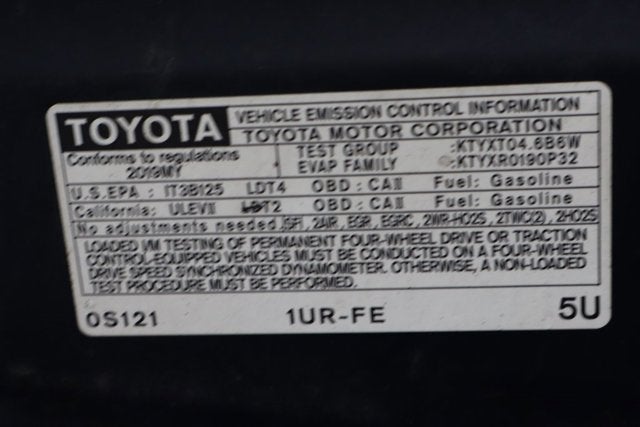 TOYOTA
VEHICLE EMISSION CONTROL INFORMATION
TOYOTA MOTOR CORPORATION
Conforms to regulations
2019MY
TEST GROUP :KTYXT04.6B6W
EVAP FAMILY :KTYXR0190P32
U.S.EPA : IT3B125 LDT4 OBD : CAII Fuel: Gasoline
California: ULEVII LDT2 OBD : CAII Fuel: Gasoline
No adjustments needed. SFI, 2AIR, EGR, EGRC, 2WR-HO2S, 2TWC(2), 2HO2S
LOADED I/M TESTING OF PERMANENT FOUR-WHEEL DRIVE OR TRACTION
CONTROL-EQUIPPED VEHICLES MUST BE CONDUCTED ON A FOUR-WHEEL
DRIVE SPEED SYNCHRONIZED DYNAMOMETER. OTHERWISE, A NON-LOADED
TEST PROCEDURE MUST BE PERFORMED.
0S121 1UR-FE 5U